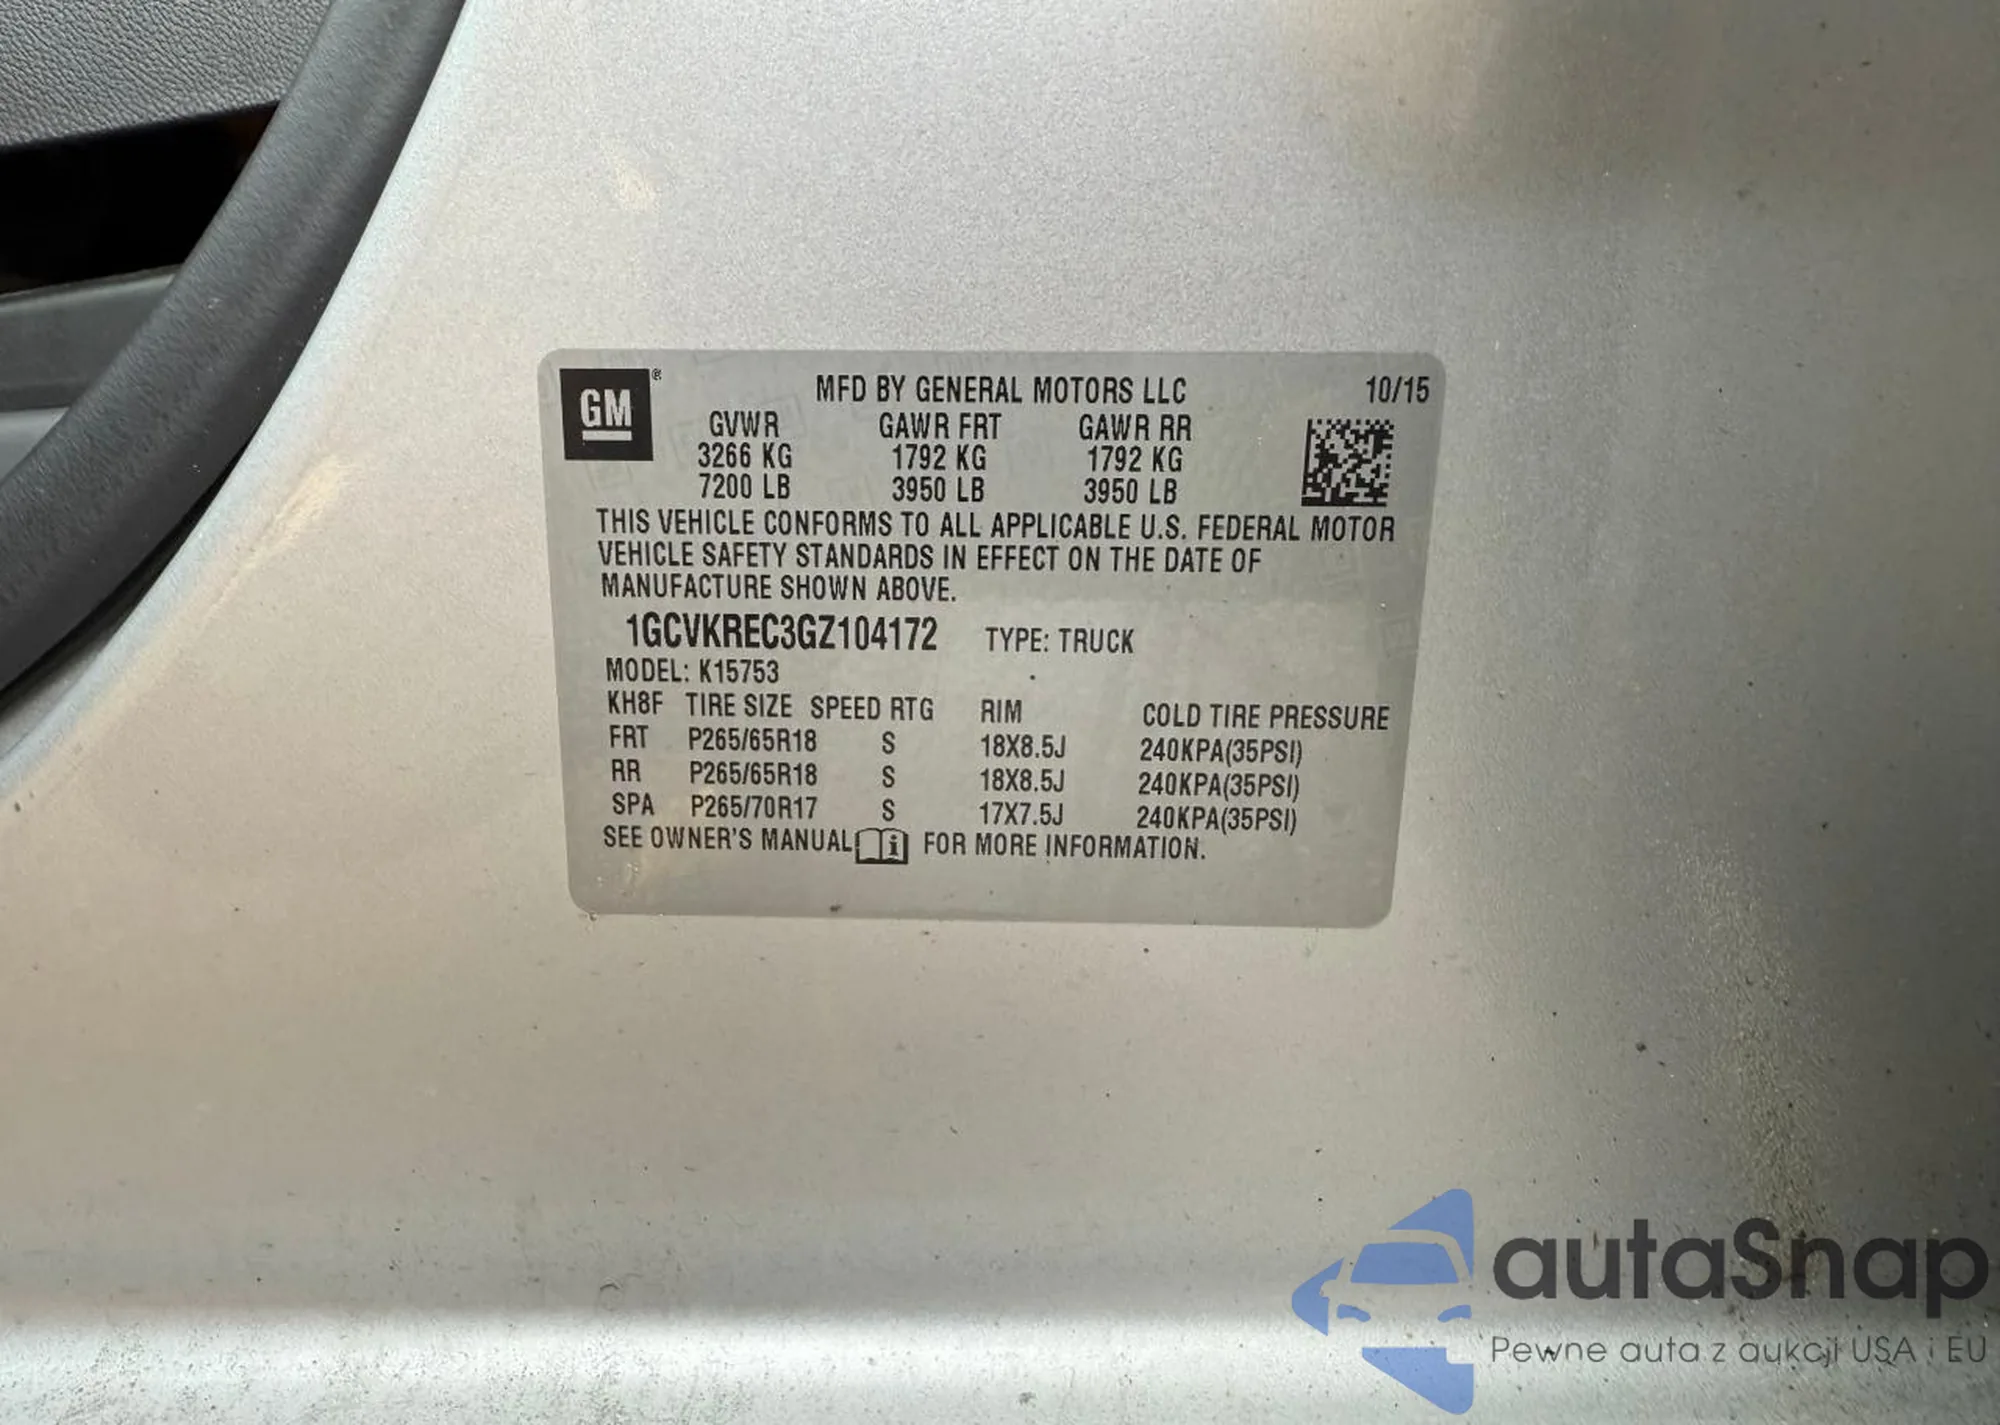 GM ®
MFD BY GENERAL MOTORS LLC 10/15
GVWR GAWR FRT GAWR RR
3266 KG 1792 KG 1792 KG
7200 LB 3950 LB 3950 LB
THIS VEHICLE CONFORMS TO ALL APPLICABLE U.S. FEDERAL MOTOR
VEHICLE SAFETY STANDARDS IN EFFECT ON THE DATE OF
MANUFACTURE SHOWN ABOVE.
1GCVKREC3GZ104172 TYPE: TRUCK
MODEL: K15753
KH8F TIRE SIZE SPEED RTG RIM COLD TIRE PRESSURE
FRT P265/65R18 S 18X8.5J 240KPA(35PSI)
RR P265/65R18 S 18X8.5J 240KPA(35PSI)
SPA P265/70R17 S 17X7.5J 240KPA(35PSI)
SEE OWNER'S MANUAL FOR MORE INFORMATION.
autaSnap
Pewne auta z aukcji USA i EU